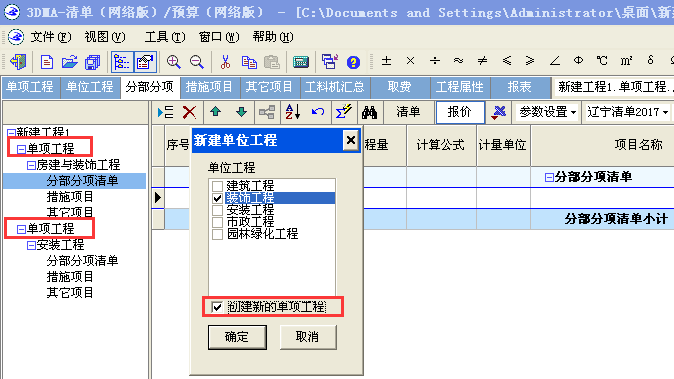 3DMA-清单（网络版）/预算（网络版） - [C:\Documents and Settings\Administrator\桌面\新建
文件(F) 视图(V) 工具(T) 窗口(W) 帮助(H)
± × ÷ ≤ ≥ ∠ Φ % ℃ m² δ
单项工程 单位工程 分部分项 措施项目 其它项目 工料机汇总 取费 工程属性 报表 新建工程1.单项工程.
清单 报价 参数设置 辽宁清单2017
新建工程1
单项工程
房建与装饰工程
分部分项清单
措施项目
其它项目
单项工程
安装工程
分部分项清单
措施项目
其它项目
序号 程量 计算公式 计量单位 项目名称
分部分项清单
分部分项清单小计
新建单位工程
单位工程
建筑工程
装饰工程
安装工程
市政工程
园林绿化工程
创建新的单项工程
确定 取消